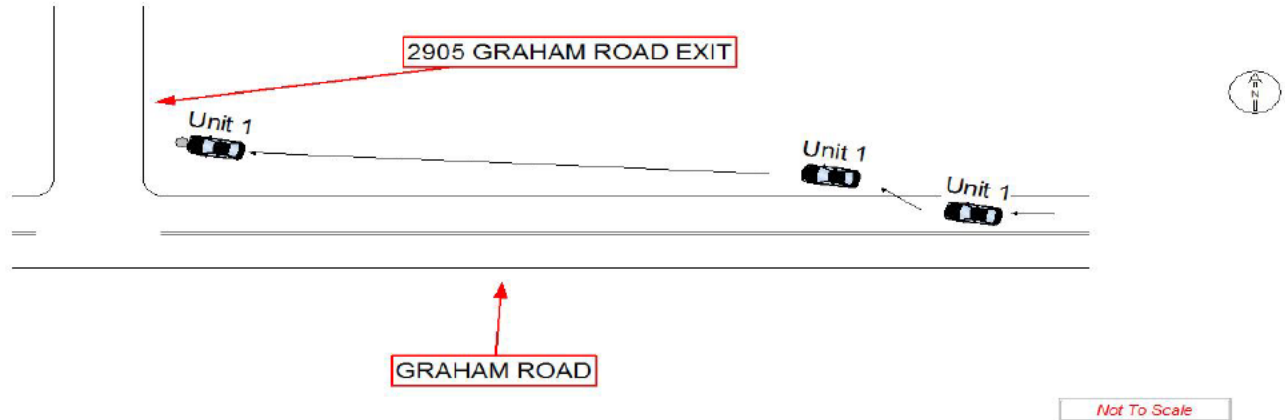 2905 GRAHAM ROAD EXIT
N
Unit 1
Unit 1
Unit 1
GRAHAM ROAD
Not To Scale